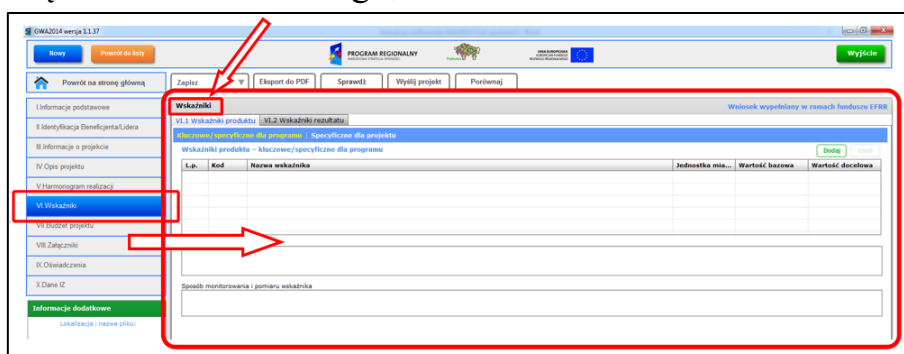 GWA2014 wersja 1.1.37
Nowy Powrót do listy PROGRAM REGIONALNY UNIA EUROPEJSKA Wyjście
Powrót na stronę główną Zapisz Eksport do PDF Sprawdź Wyślij projekt Porównaj
I.Informacje podstawowe
II.Identyfikacja Beneficjenta/Lidera
III.Informacje o projekcie
IV.Opis projektu
V.Harmonogram realizacji
VI.Wskaźniki
VII.Budżet projektu
VIII.Załączniki
IX.Oświadczenia
X.Dane IZ
Informacje dodatkowe
Lokalizacja i nazwa pliku:
Wskaźniki Wniosek wypełniany w ramach funduszu EFRR
VI.1 Wskaźniki produktu VI.2 Wskaźniki rezultatu
Kluczowe/specyficzne dla programu | Specyficzne dla projektu
Wskaźniki produktu – kluczowe/specyficzne dla programu Dodaj Usuń
L.p. Kod Nazwa wskaźnika Jednostka mia... Wartość bazowa Wartość docelowa
Sposób monitorowania i pomiaru wskaźnika